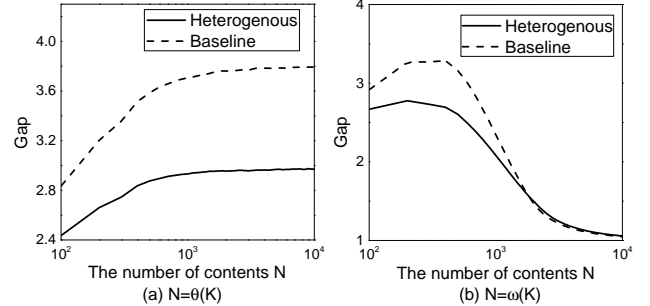 Heterogenous
Baseline
Gap
3.8
3.6
3.2
2.8
2.4
10^2
10^3
10^4
The number of contents N
(a) N=θ(K)
Heterogenous
Baseline
Gap
4
3
2
1
10^2
10^3
10^4
The number of contents N
(b) N=ω(K)